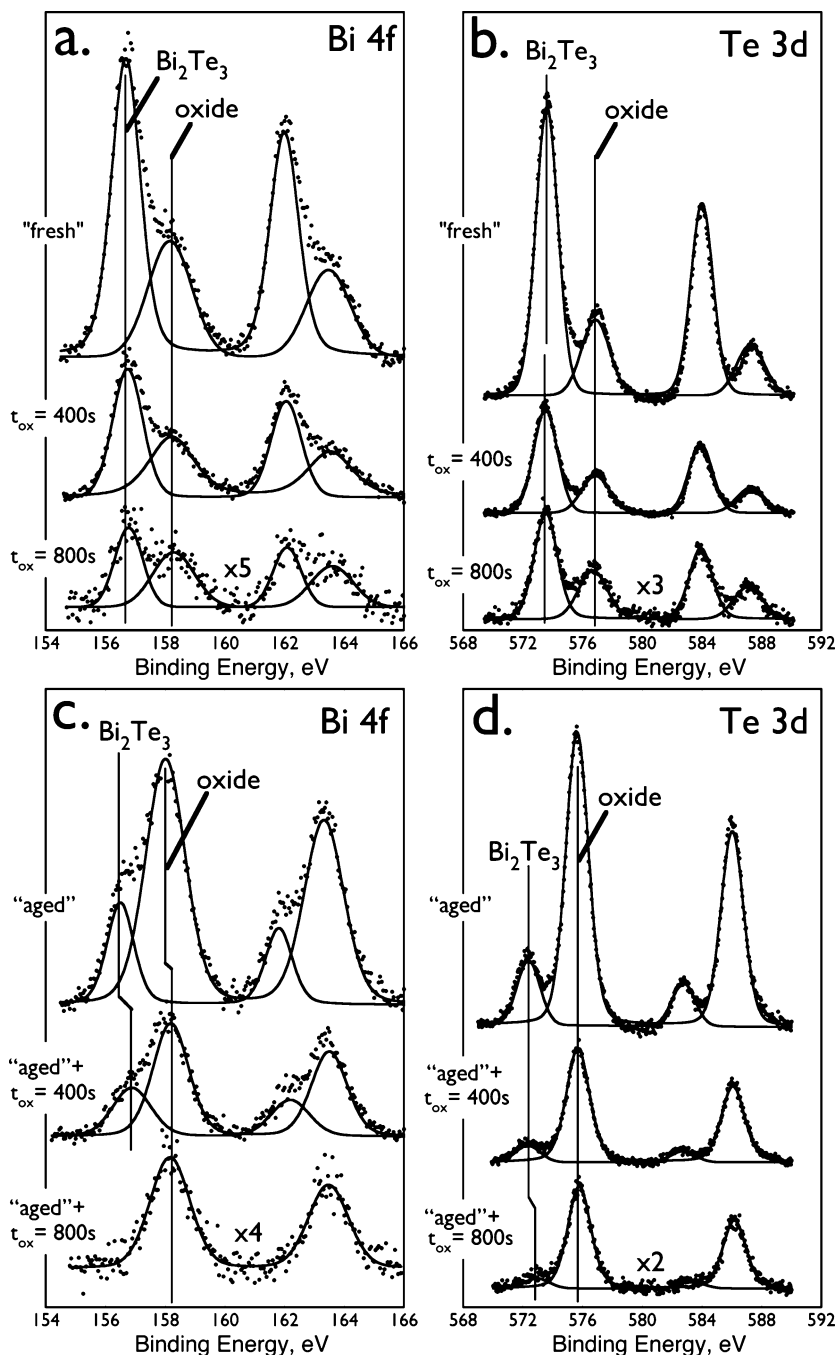 a.
Bi 4f
Bi₂Te₃
oxide
"fresh"
tₒₓ = 400s
tₒₓ = 800s
x5
154 156 158 160 162 164 166
Binding Energy, eV
b.
Te 3d
Bi₂Te₃
oxide
"fresh"
tₒₓ = 400s
tₒₓ = 800s
x3
568 572 576 580 584 588 592
Binding Energy, eV
c.
Bi 4f
Bi₂Te₃
oxide
“aged”
“aged”+
tₒₓ = 400s
“aged”+
tₒₓ = 800s
x4
154 156 158 160 162 164 166
Binding Energy, eV
d.
Te 3d
oxide
Bi₂Te₃
“aged”
“aged”+
tₒₓ = 400s
“aged”+
tₒₓ = 800s
x2
568 572 576 580 584 588 592
Binding Energy, eV